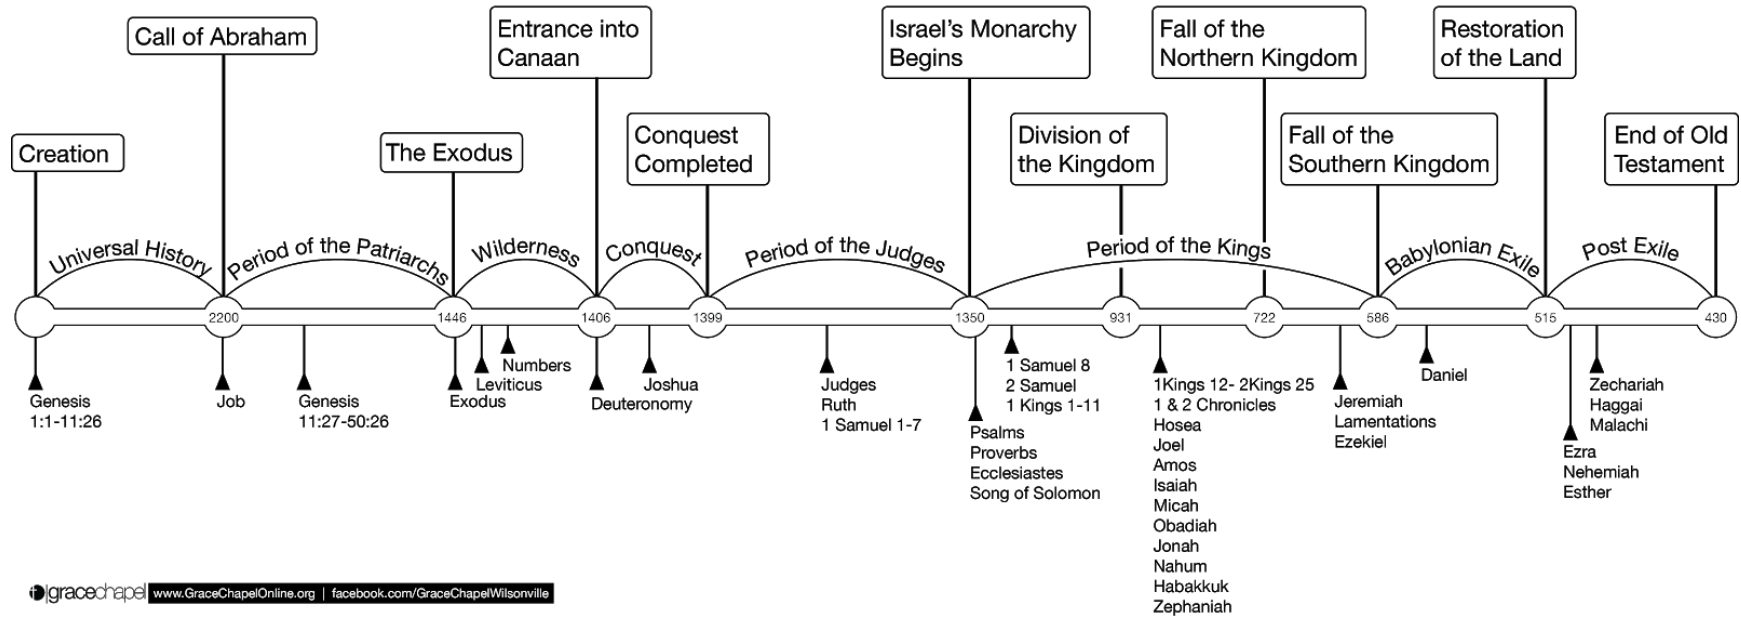 Call of Abraham
Entrance into
Canaan
Israel's Monarchy
Begins
Fall of the
Northern Kingdom
Restoration
of the Land
Creation
The Exodus
Conquest
Completed
Division of
the Kingdom
Fall of the
Southern Kingdom
End of Old
Testament
Universal History
Period of the Patriarchs
Wilderness
Conquest
Period of the Judges
Period of the Kings
Babylonian Exile
Post Exile
2200
1446
1406
1399
1350
931
722
586
515
430
Genesis
1:1-11:26
Job
Genesis
11:27-50:26
Exodus
Leviticus
Numbers
Deuteronomy
Joshua
Judges
Ruth
1 Samuel 1-7
Psalms
Proverbs
Ecclesiastes
Song of Solomon
1 Samuel 8
2 Samuel
1 Kings 1-11
1Kings 12- 2Kings 25
1 & 2 Chronicles
Hosea
Joel
Amos
Isaiah
Micah
Obadiah
Jonah
Nahum
Habakkuk
Zephaniah
Jeremiah
Lamentations
Ezekiel
Daniel
Ezra
Nehemiah
Esther
Zechariah
Haggai
Malachi
gracechapel www.GraceChapelOnline.org | facebook.com/GraceChapelWilsonville